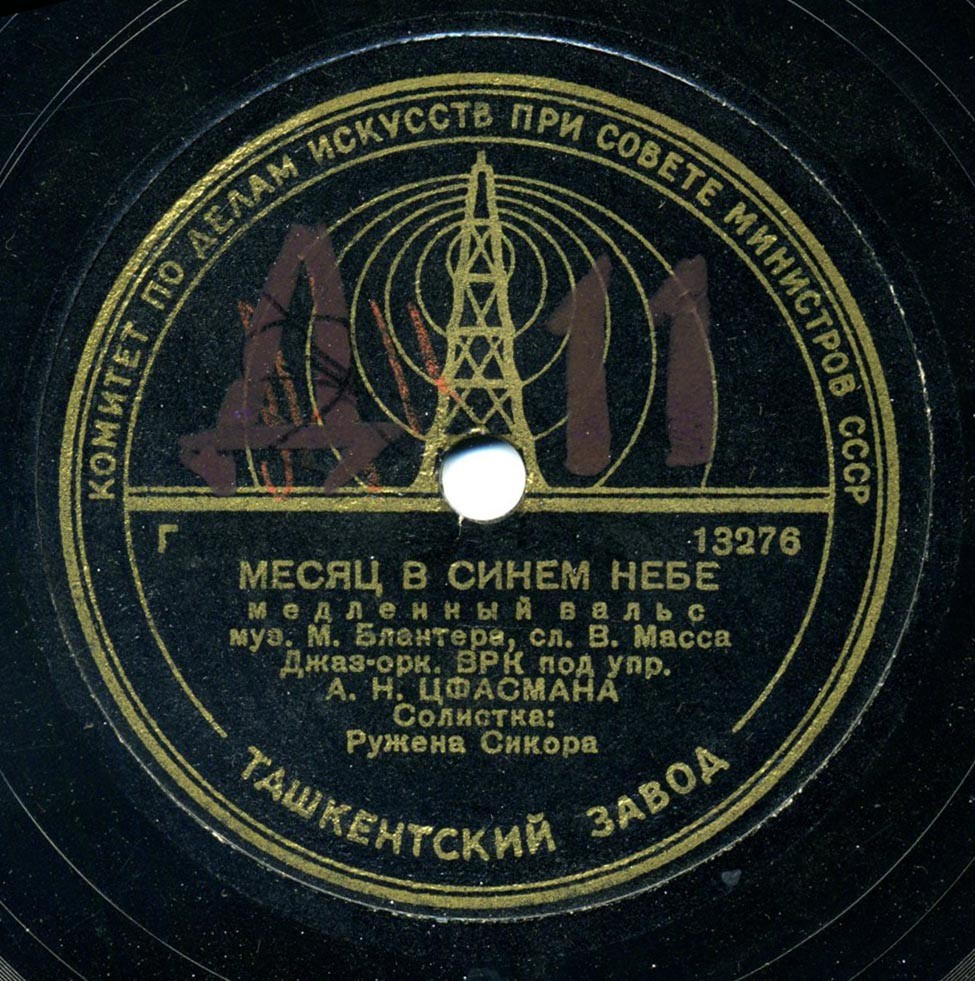 КОМИТЕТ ПО ДЕЛАМ ИСКУССТВ ПРИ СОВЕТЕ МИНИСТРОВ СССР
Д 11
Г 13276
МЕСЯЦ В СИНЕМ НЕБЕ
медленный вальс
муз. М. Блантера, сл. В. Масса
Джаз-орк. ВРК под упр.
А. Н. ЦФАСМАНА
Солистка:
Ружена Сикора
ТАШКЕНТСКИЙ ЗАВОД